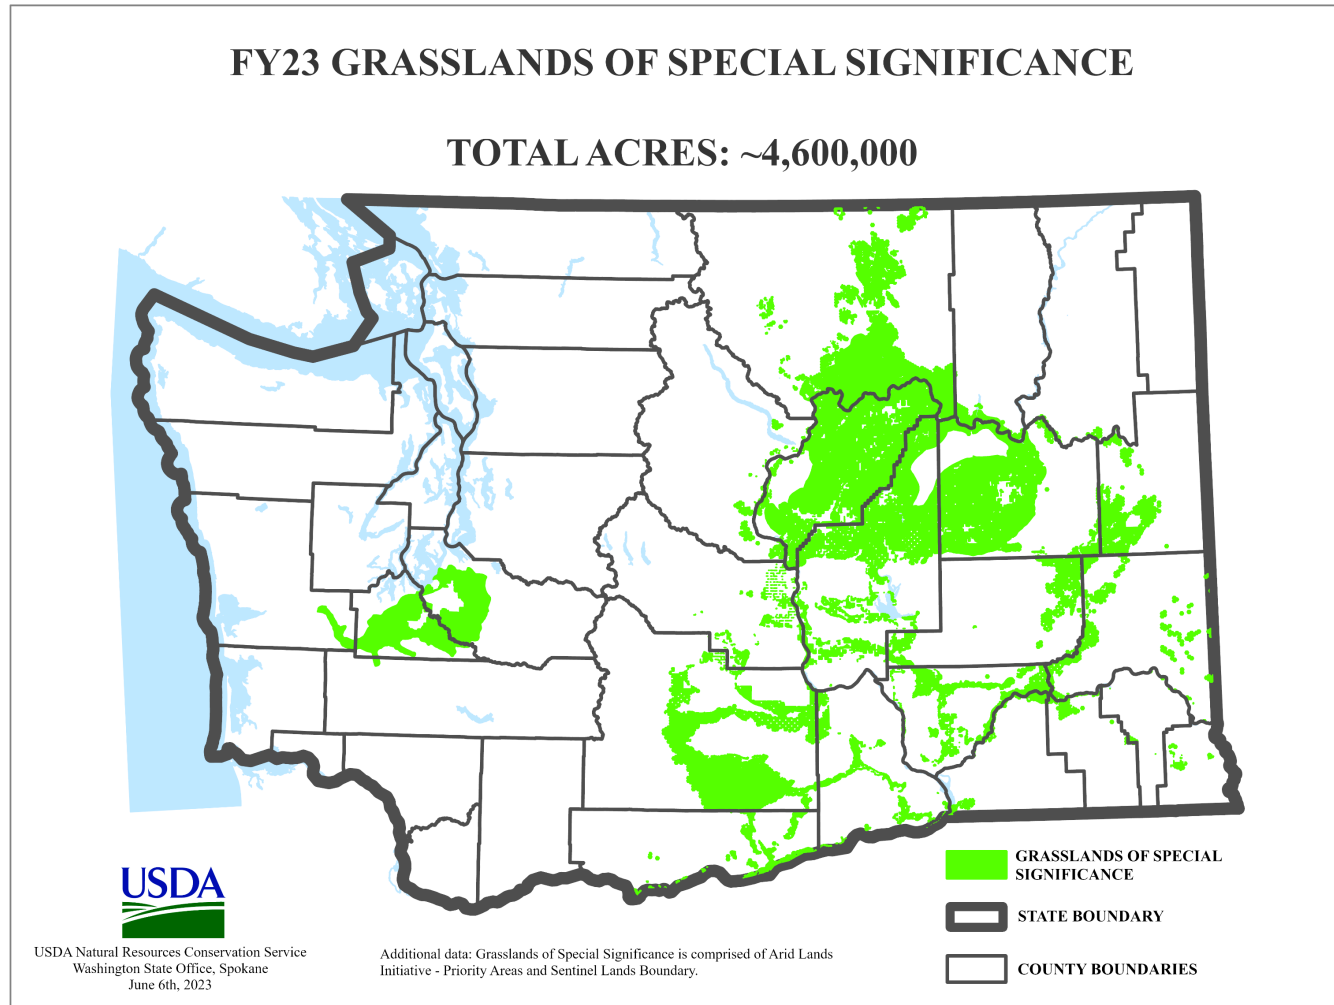 FY23 GRASSLANDS OF SPECIAL SIGNIFICANCE
TOTAL ACRES: ~4,600,000
GRASSLANDS OF SPECIAL
SIGNIFICANCE
STATE BOUNDARY
COUNTY BOUNDARIES
USDA
USDA Natural Resources Conservation Service
Washington State Office, Spokane
June 6th, 2023
Additional data: Grasslands of Special Significance is comprised of Arid Lands
Initiative - Priority Areas and Sentinel Lands Boundary.